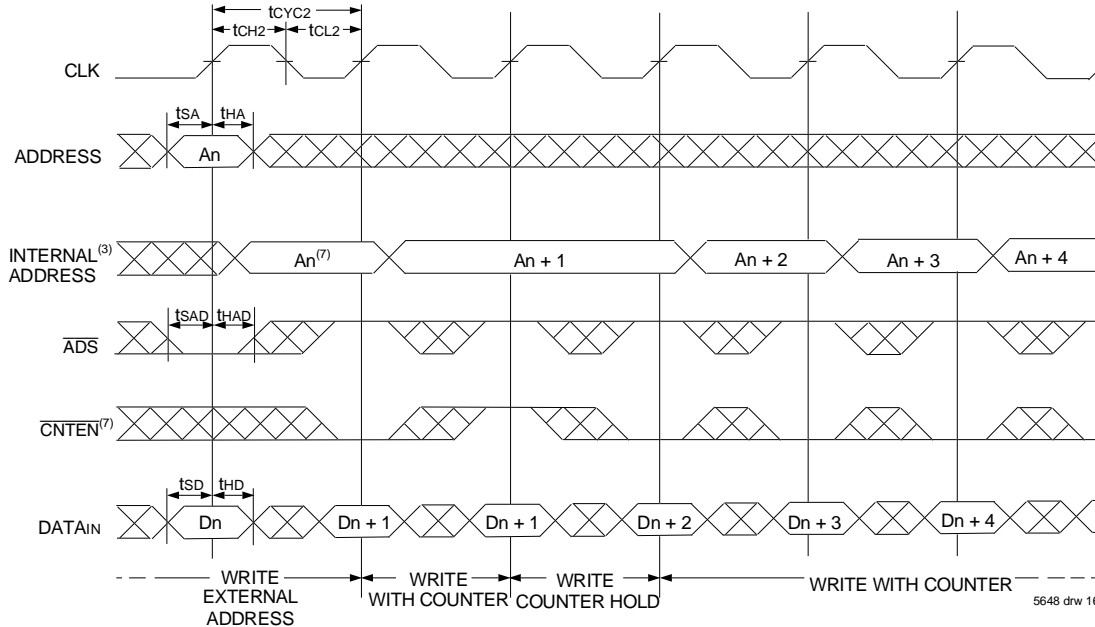 tCYC2
tCH2 tCL2
CLK
tSA tHA
ADDRESS An
INTERNAL(3) ADDRESS An(7) An + 1 An + 2 An + 3 An + 4
tSAD tHAD
ADS
CNTEN(7)
tSD tHD
DATAIN Dn Dn + 1 Dn + 1 Dn + 2 Dn + 3 Dn + 4
WRITE EXTERNAL ADDRESS
WRITE WITH COUNTER
WRITE COUNTER HOLD
WRITE WITH COUNTER
5648 drw 16